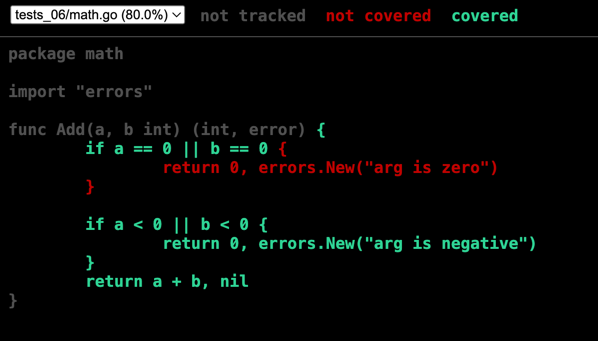 tests_06/math.go (80.0%) not tracked not covered covered
package math
import "errors"
func Add(a, b int) (int, error) {
if a == 0 || b == 0 {
return 0, errors.New("arg is zero")
}
if a < 0 || b < 0 {
return 0, errors.New("arg is negative")
}
return a + b, nil
}